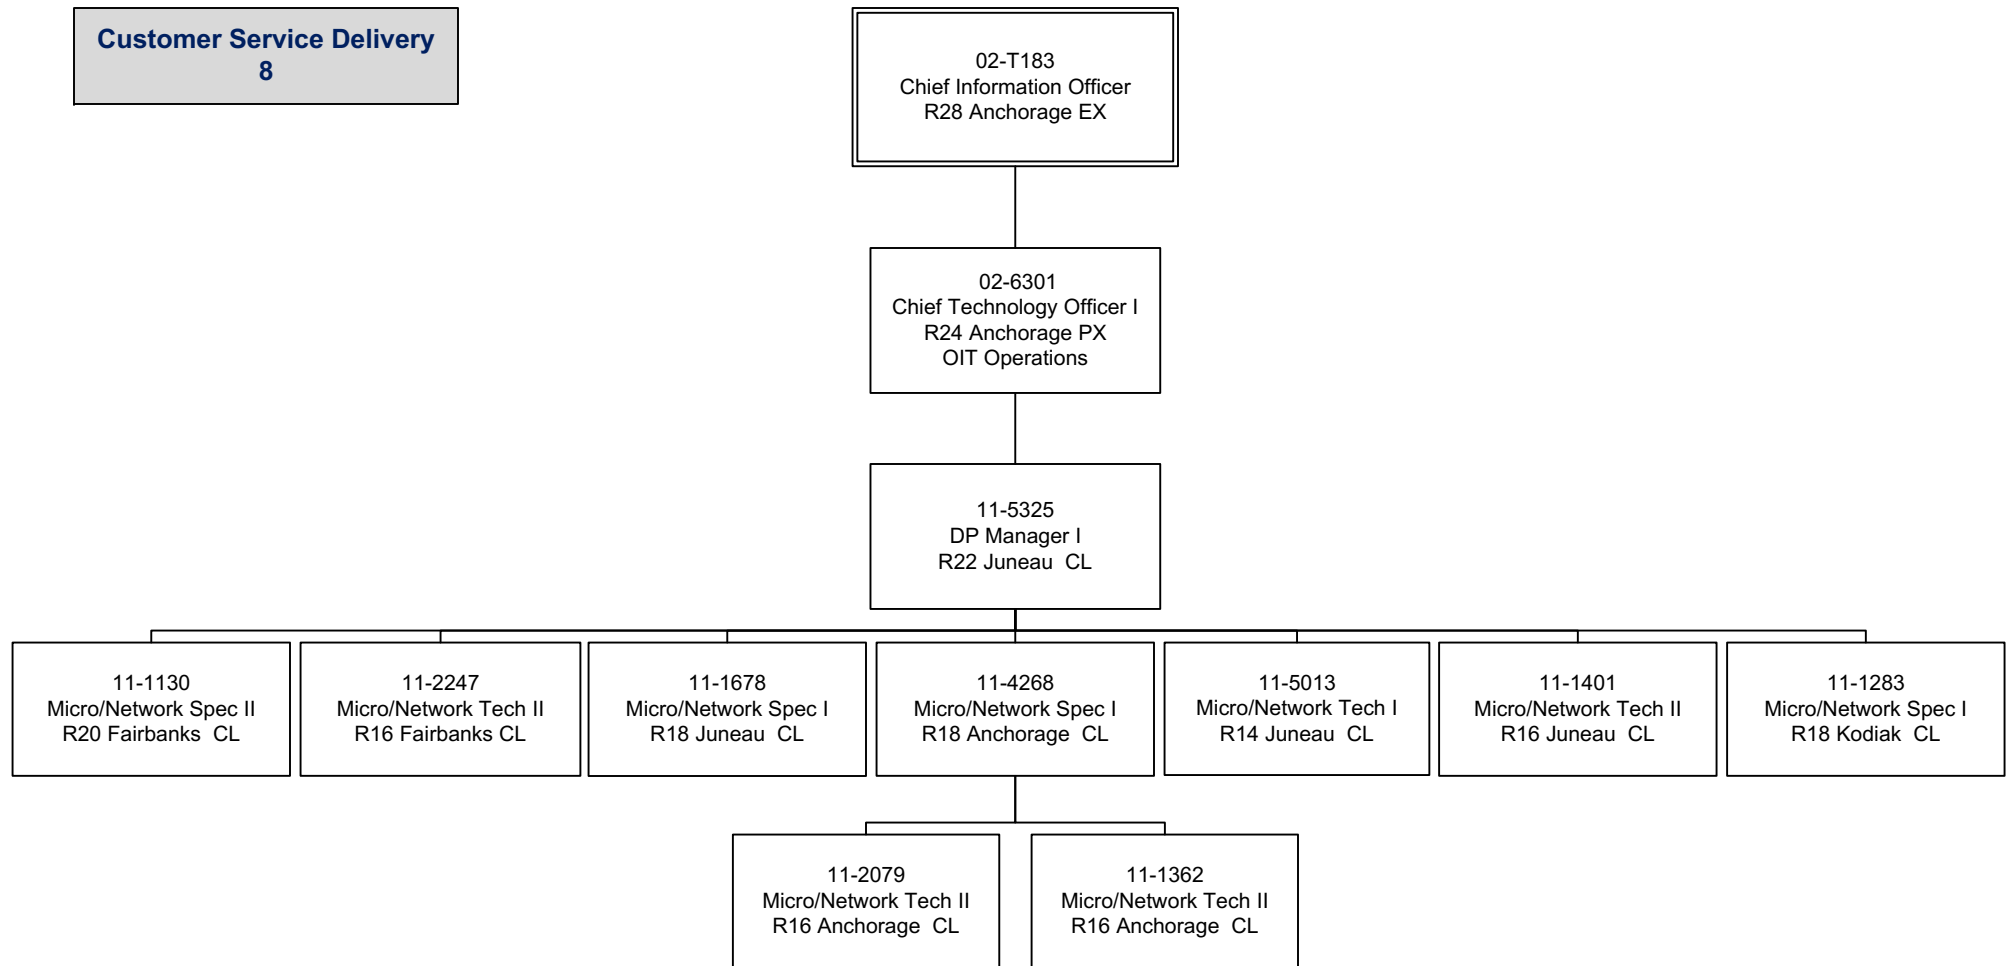 Customer Service Delivery
8
02-T183
Chief Information Officer
R28 Anchorage EX
02-6301
Chief Technology Officer I
R24 Anchorage PX
OIT Operations
11-5325
DP Manager I
R22 Juneau  CL
11-1130
Micro/Network Spec II
R20 Fairbanks  CL
11-2247
Micro/Network Tech II
R16 Fairbanks CL
11-1678
Micro/Network Spec I
R18 Juneau  CL
11-4268
Micro/Network Spec I
R18 Anchorage  CL
11-5013
Micro/Network Tech I
R14 Juneau  CL
11-1401
Micro/Network Tech II
R16 Juneau  CL
11-1283
Micro/Network Spec I
R18 Kodiak  CL
11-2079
Micro/Network Tech II
R16 Anchorage  CL
11-1362
Micro/Network Tech II
R16 Anchorage  CL